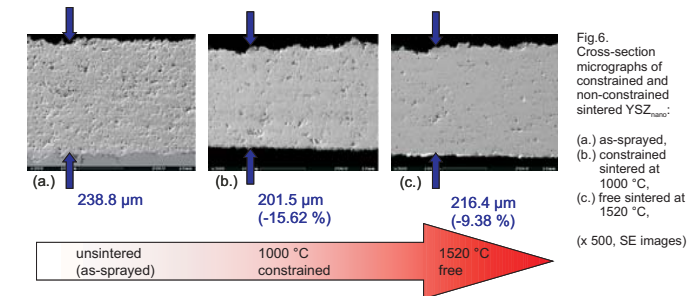 (a.)
238.8 µm
(b.)
201.5 µm
(-15.62 %)
(c.)
216.4 µm
(-9.38 %)
unsintered
(as-sprayed)
1000 °C
constrained
1520 °C
free
Fig.6.
Cross-section
micrographs of
constrained and
non-constrained
sintered YSZnano:
(a.) as-sprayed,
(b.) constrained
sintered at
1000 °C,
(c.) free sintered at
1520 °C,
(x 500, SE images)